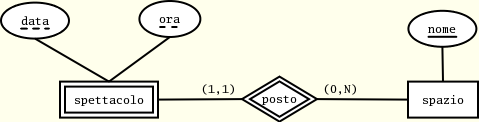 data
ora
nome
spettacolo
(1,1)
posto
(0,N)
spazio